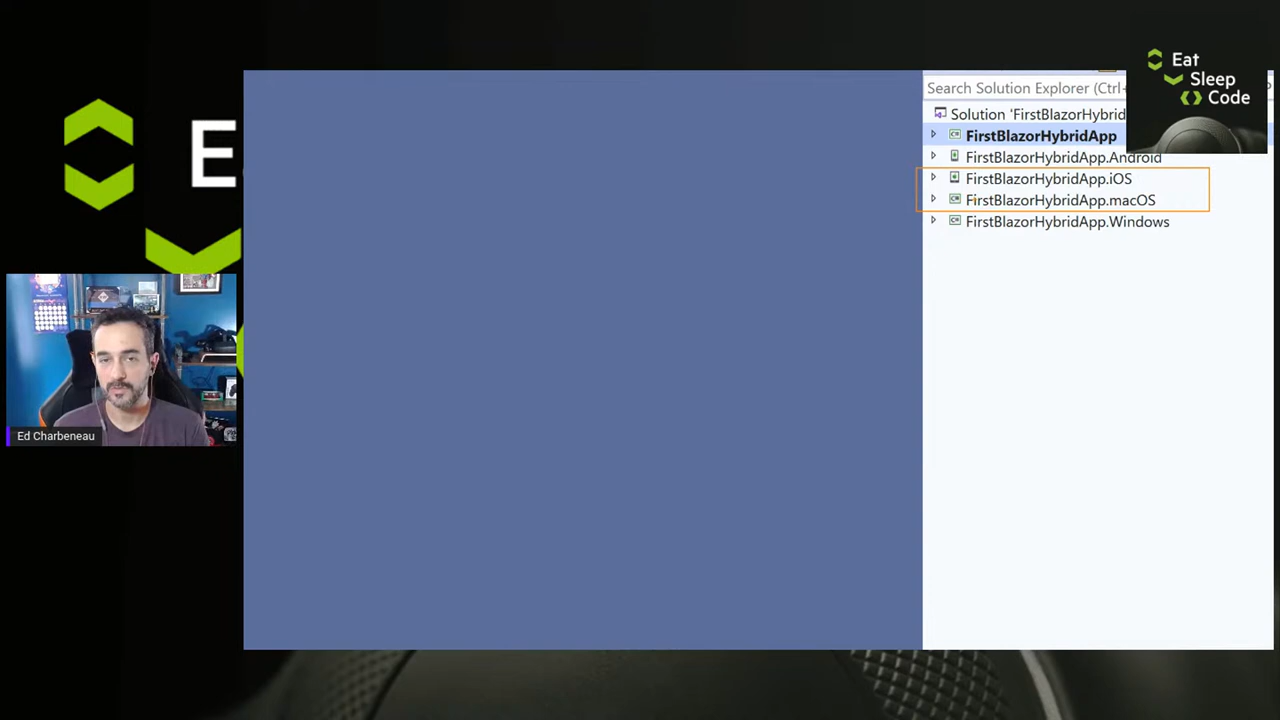 Eat
Sleep
Code
E
Search Solution Explorer (Ctrl+
Solution 'FirstBlazorHybrid
FirstBlazorHybridApp
FirstBlazorHybridApp.Android
FirstBlazorHybridApp.iOS
FirstBlazorHybridApp.macOS
FirstBlazorHybridApp.Windows
Ed Charbeneau